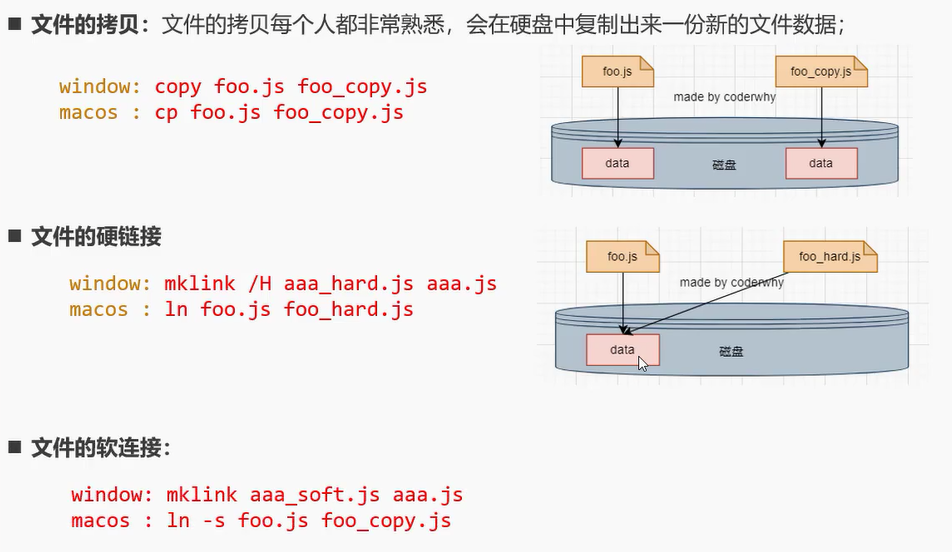 ■ 文件的拷贝：文件的拷贝每个人都非常熟悉，会在硬盘中复制出来一份新的文件数据；
window: copy foo.js foo_copy.js
macos : cp foo.js foo_copy.js
foo.js
foo_copy.js
made by coderwhy
data
磁盘
data
■ 文件的硬链接
window: mklink /H aaa_hard.js aaa.js
macos : ln foo.js foo_hard.js
foo.js
foo_hard.js
made by coderwhy
data
磁盘
■ 文件的软连接：
window: mklink aaa_soft.js aaa.js
macos : ln -s foo.js foo_copy.js